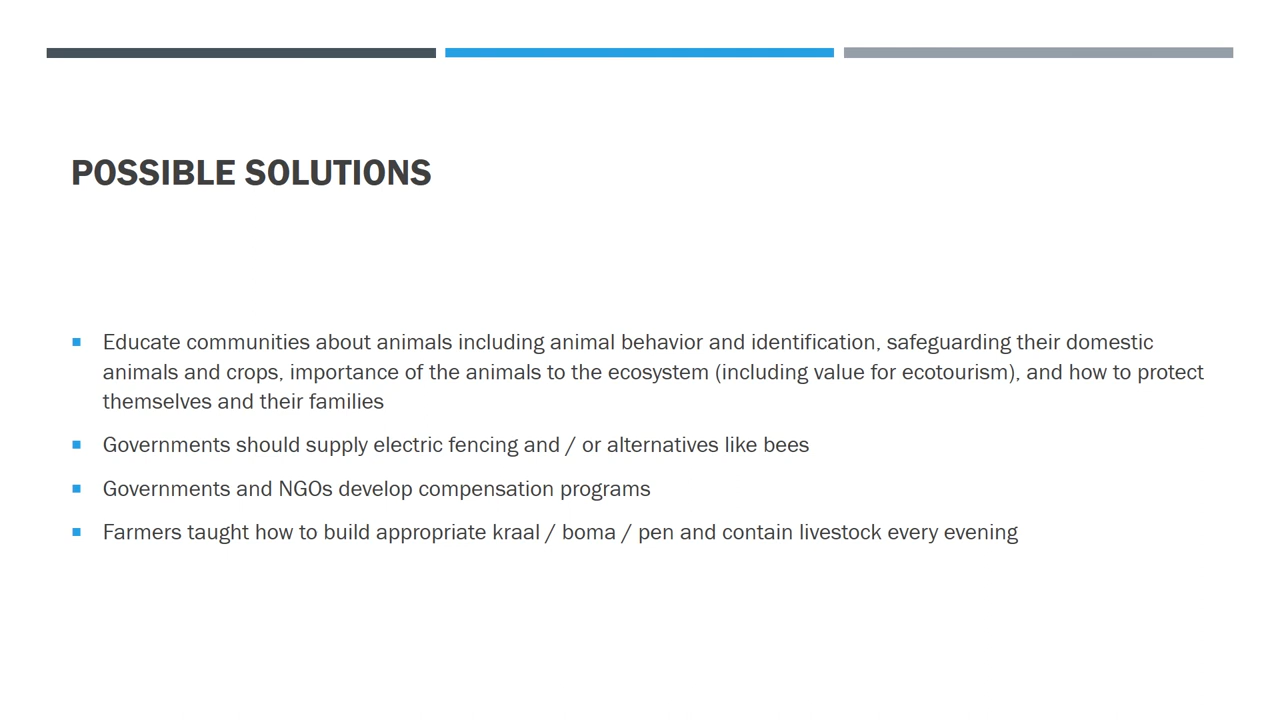 POSSIBLE SOLUTIONS
Educate communities about animals including animal behavior and identification, safeguarding their domestic
animals and crops, importance of the animals to the ecosystem (including value for ecotourism), and how to protect
themselves and their families
Governments should supply electric fencing and / or alternatives like bees
Governments and NGOs develop compensation programs
Farmers taught how to build appropriate kraal / boma / pen and contain livestock every evening